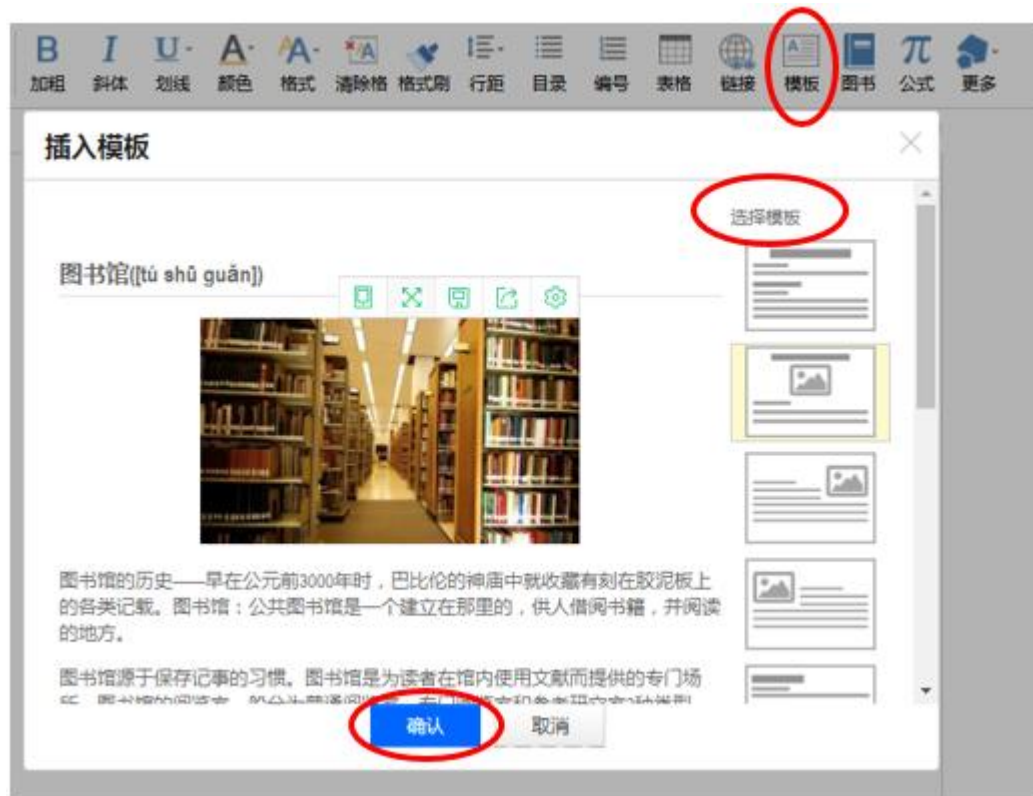 B I U A A A π
加粗 斜体 划线 颜色 格式 清除格 格式刷 行距 目录 编号 表格 链接 模板 图书 公式 更多
插入模板
选择模板
图书馆([tú shū guǎn])
图书馆的历史——早在公元前3000年时，巴比伦的神庙中就收藏有刻在胶泥板上
的各类记载。图书馆：公共图书馆是一个建立在那里的，供人借阅书籍，并阅读
的地方。
图书馆源于保存记事的习惯。图书馆是为读者在馆内使用文献而提供的专门场
确认 取消